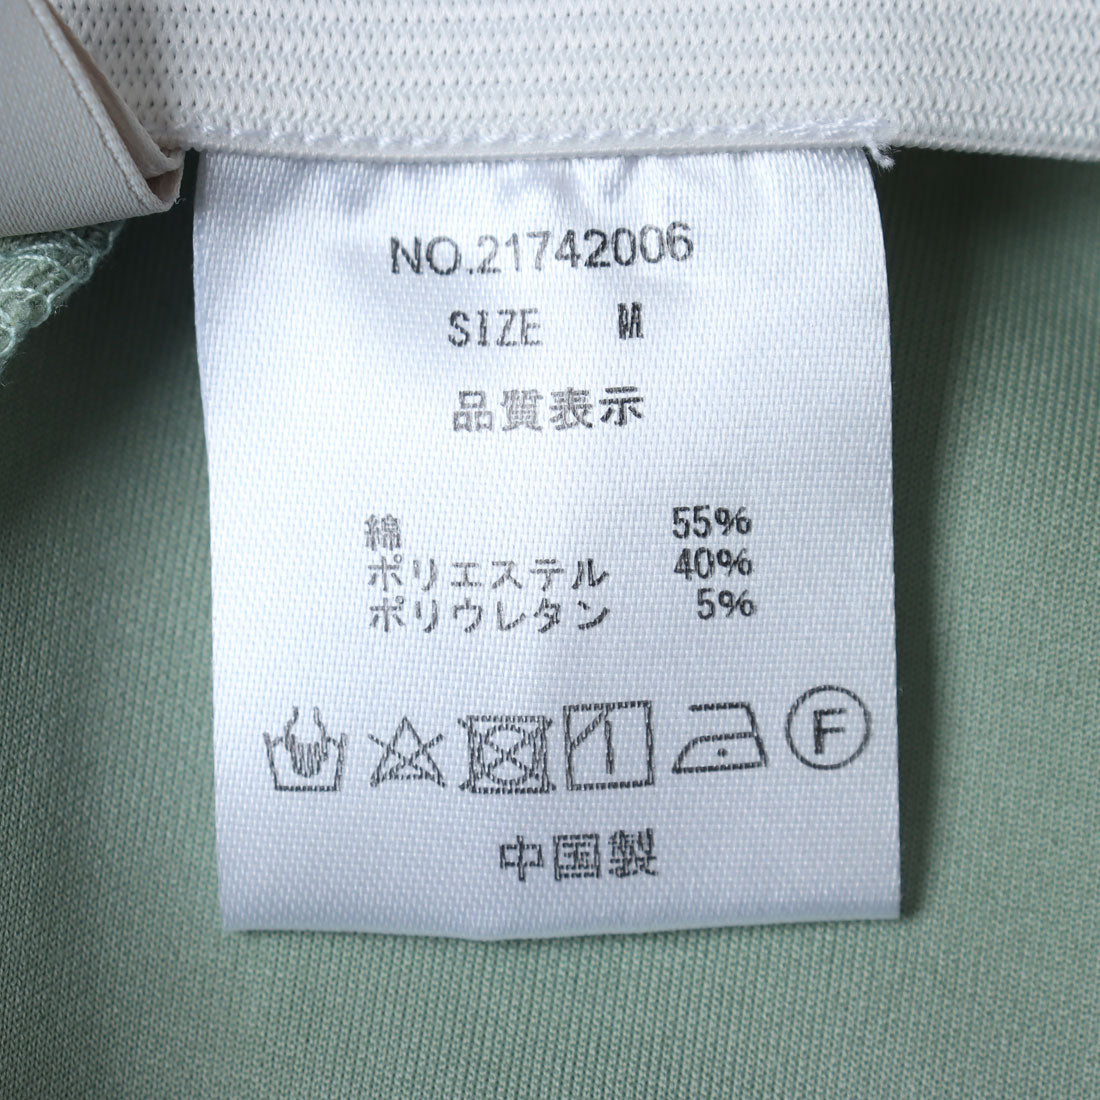 NO.21742006
SIZE M
品質表示
綿 55%
ポリエステル 40%
ポリウレタン 5%
F
中国製